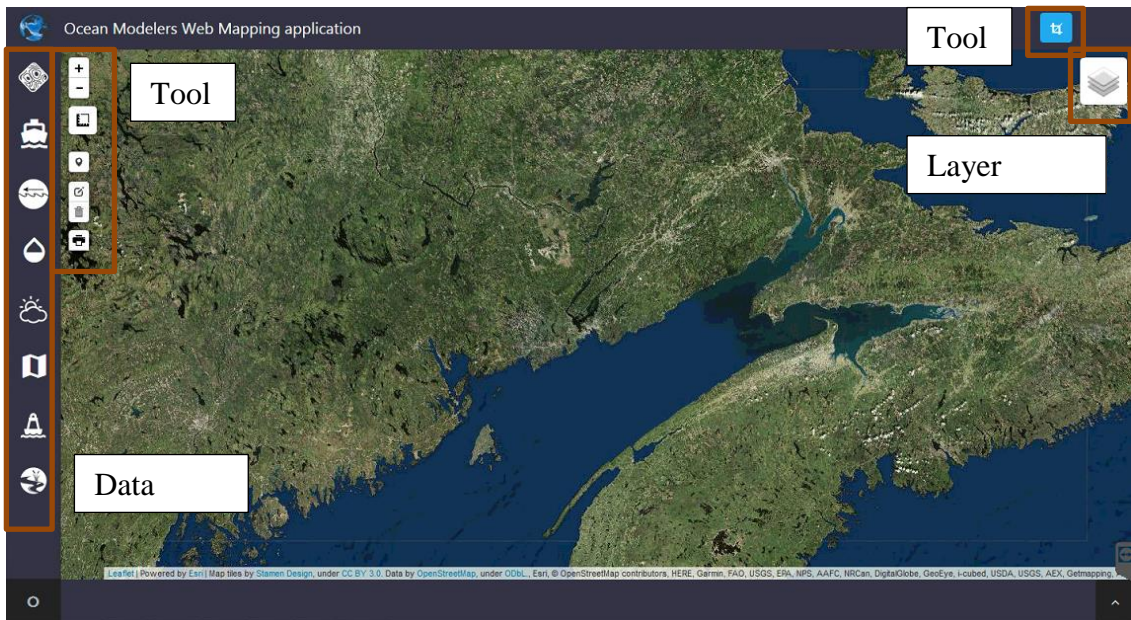 Ocean Modelers Web Mapping application
Tool
Tool
+
-
Layer
Data
Leaflet | Powered by Esri | Map tiles by Stamen Design, under CC BY 3.0. Data by OpenStreetMap, under ODbL., Esri, © OpenStreetMap contributors, HERE, Garmin, FAO, USGS, EPA, NPS, AAFC, NRCan, DigitalGlobe, GeoEye, i-cubed, USDA, USGS, AEX, Getmapping,